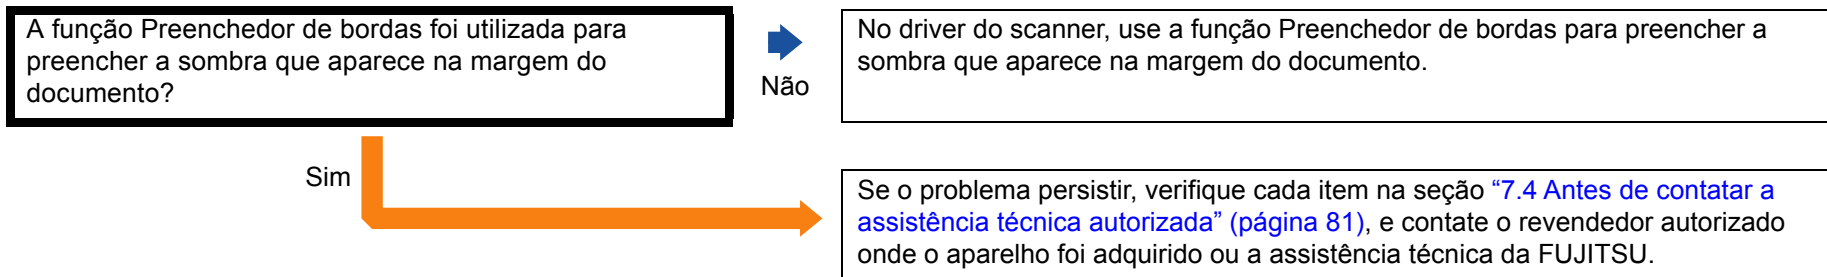 A função Preenchedor de bordas foi utilizada para
preencher a sombra que aparece na margem do
documento?
Não
No driver do scanner, use a função Preenchedor de bordas para preencher a
sombra que aparece na margem do documento.
Sim
Se o problema persistir, verifique cada item na seção “7.4 Antes de contatar a
assistência técnica autorizada” (página 81), e contate o revendedor autorizado
onde o aparelho foi adquirido ou a assistência técnica da FUJITSU.